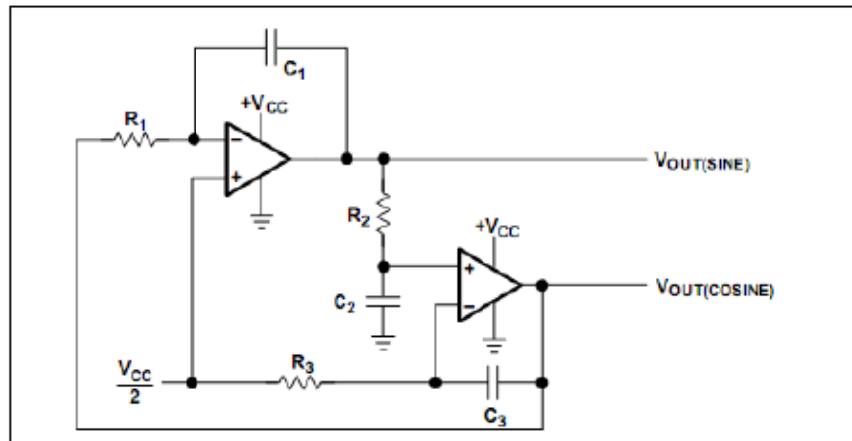 C1
+VCC
R1
−
+
VOUT(SINE)
R2
+VCC
+
−
C2
VOUT(COSINE)
VCC
2
R3
C3